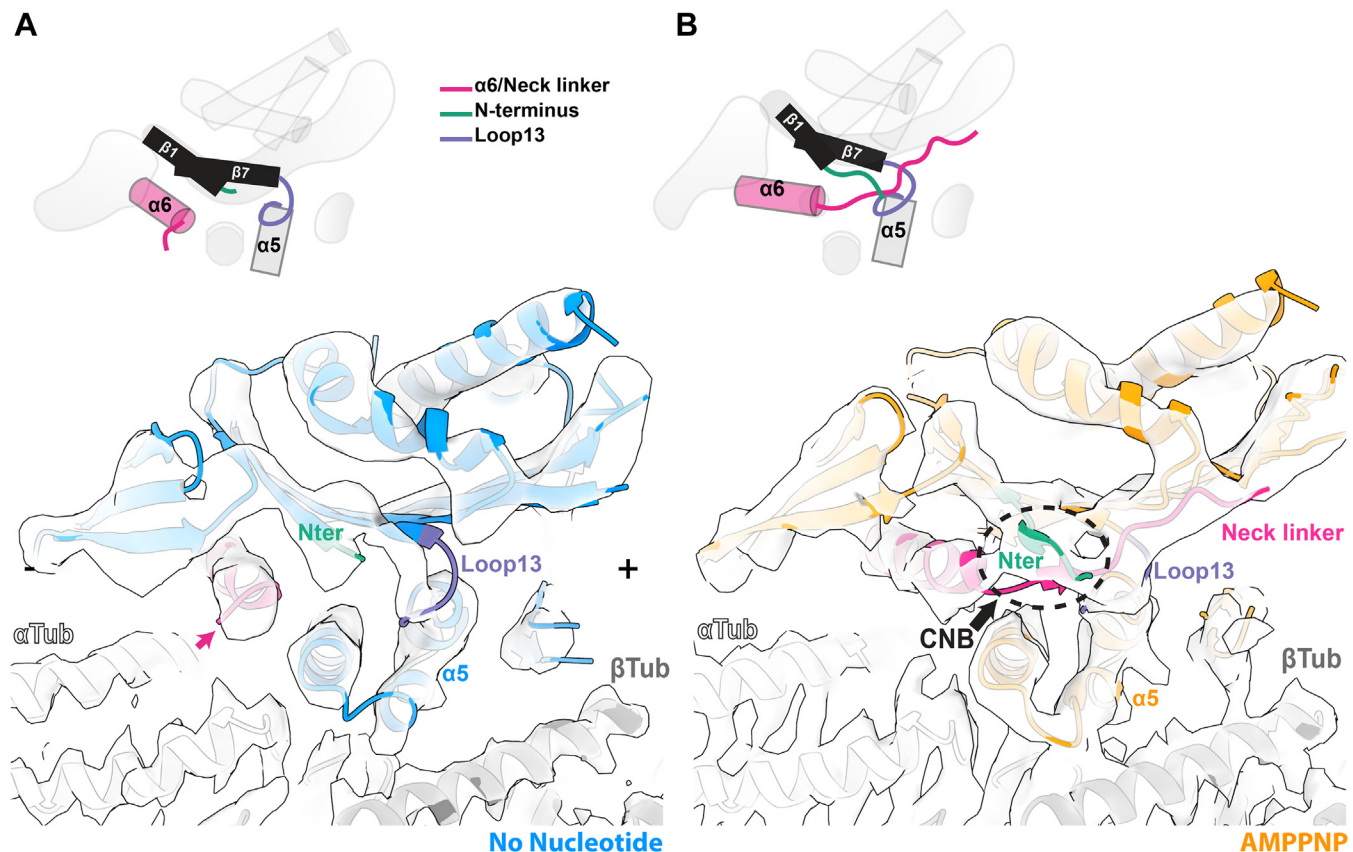 A
B
α6/Neck linker
N-terminus
Loop13
β1
β7
α6
α5
β1
β7
α6
α5
Nter
Loop13
-
+
αTub
α5
βTub
No Nucleotide
Neck linker
Nter
Loop13
CNB
αTub
βTub
α5
AMPPNP